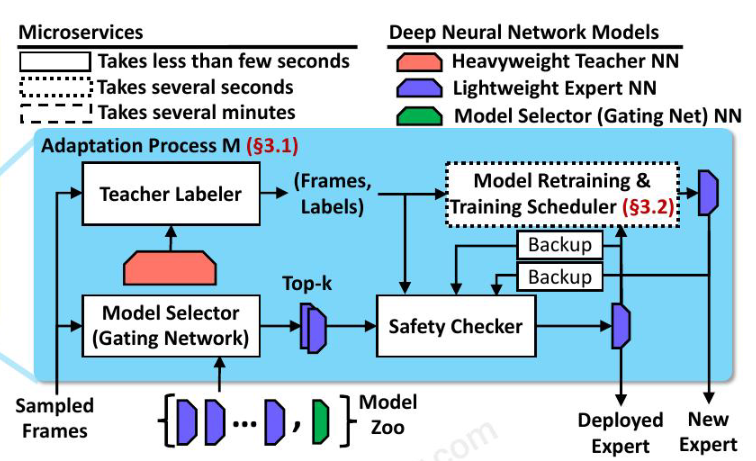 Microservices
Takes less than few seconds
Takes several seconds
Takes several minutes
Deep Neural Network Models
Heavyweight Teacher NN
Lightweight Expert NN
Model Selector (Gating Net) NN
Adaptation Process M (§3.1)
Teacher Labeler
(Frames,
Labels)
Model Retraining &
Training Scheduler (§3.2)
Backup
Backup
Top-k
Model Selector
(Gating Network)
Safety Checker
Sampled
Frames
{ ... , }
Model
Zoo
Deployed
Expert
New
Expert
.com